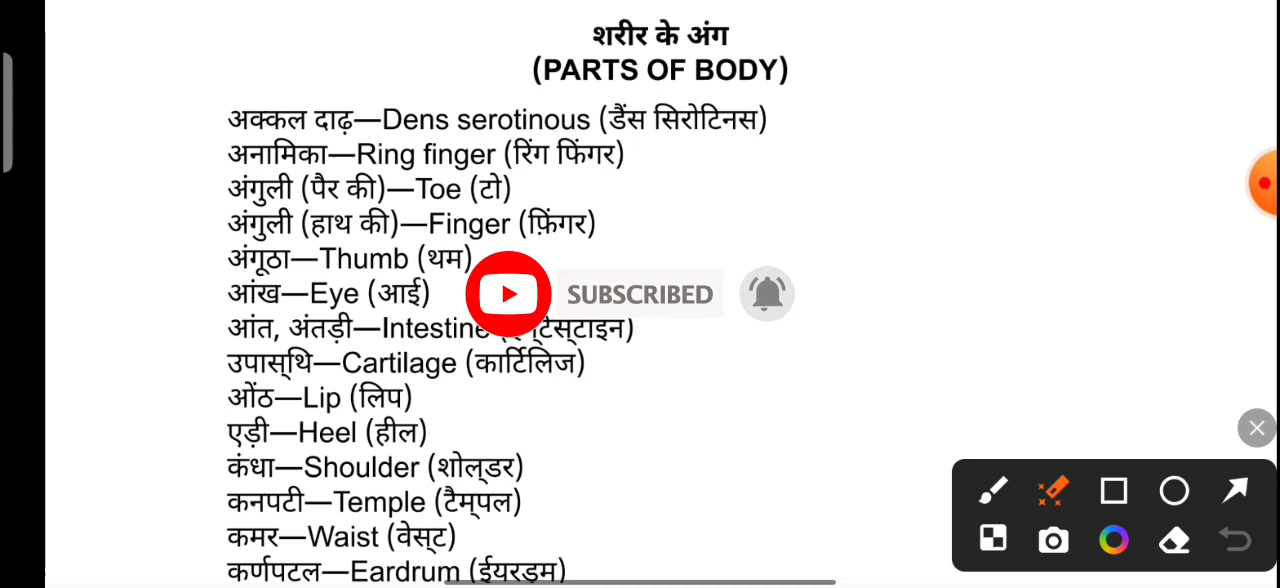 शरीर के अंग
(PARTS OF BODY)
अक्कल दाढ़—Dens serotinous (डैंस सिरोटिनस)
अनामिका—Ring finger (रिंग फिंगर)
अंगुली (पैर की)—Toe (टो)
अंगुली (हाथ की)—Finger (फ़िंगर)
अंगूठा—Thumb (थम)
आंख—Eye (आई)
SUBSCRIBED
आंत, अंतड़ी—Intestine
उपास्थि—Cartilage (कार्टिलिज)
ओंठ—Lip (लिप)
एड़ी—Heel (हील)
कंधा—Shoulder (शोल्डर)
कनपटी—Temple (टैम्पल)
कमर—Waist (वेस्ट)
कर्णपटल—Eardrum (ईयरड्रम)